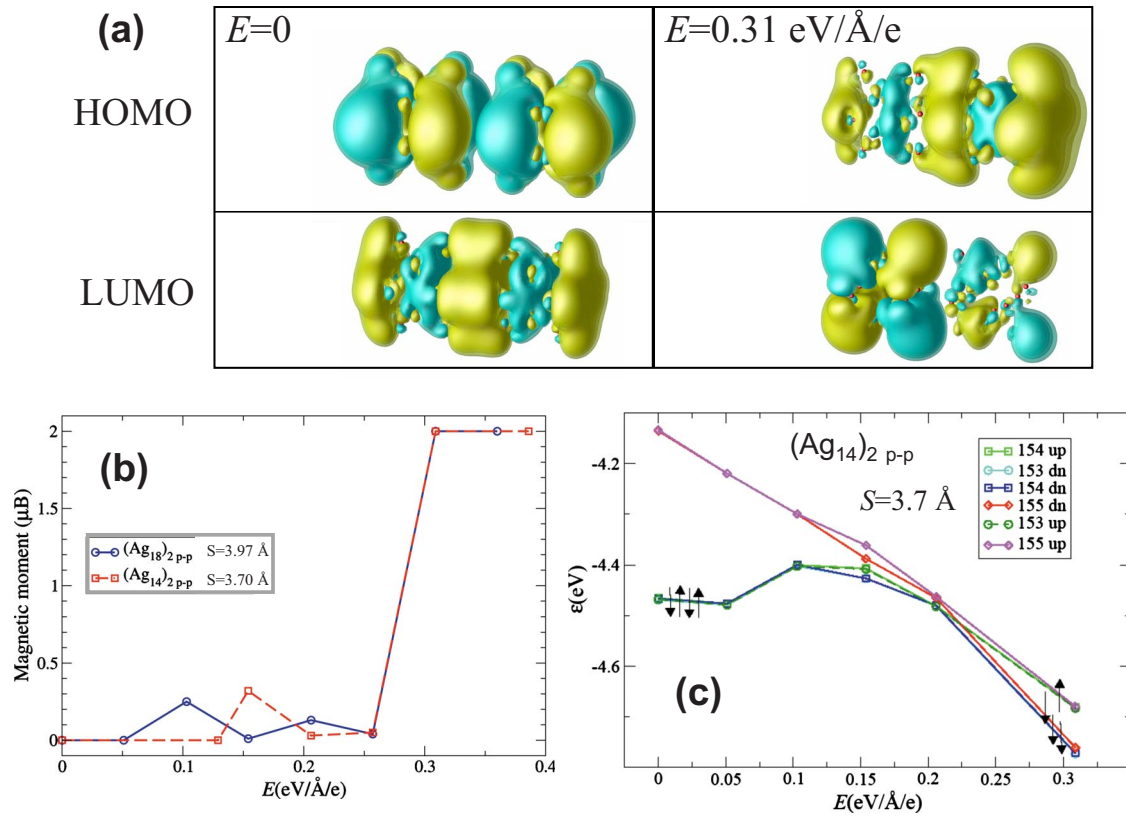 (a)
E=0
E=0.31 eV/Å/e
HOMO
LUMO
(b)
Magnetic moment (μB)
2
1.5
1
0.5
0
0
0.1
0.2
0.3
0.4
E(eV/Å/e)
(Ag14)2 p-p
(Ag18)2 p-p S=3.97 Å
(Ag14)2 p-p S=3.70 Å
(c)
S=3.7 Å
154 up
153 dn
154 dn
155 dn
153 up
155 up
ε(eV)
-4.2
-4.4
-4.6
0
0.05
0.1
0.15
0.2
0.25
0.3
E(eV/Å/e)